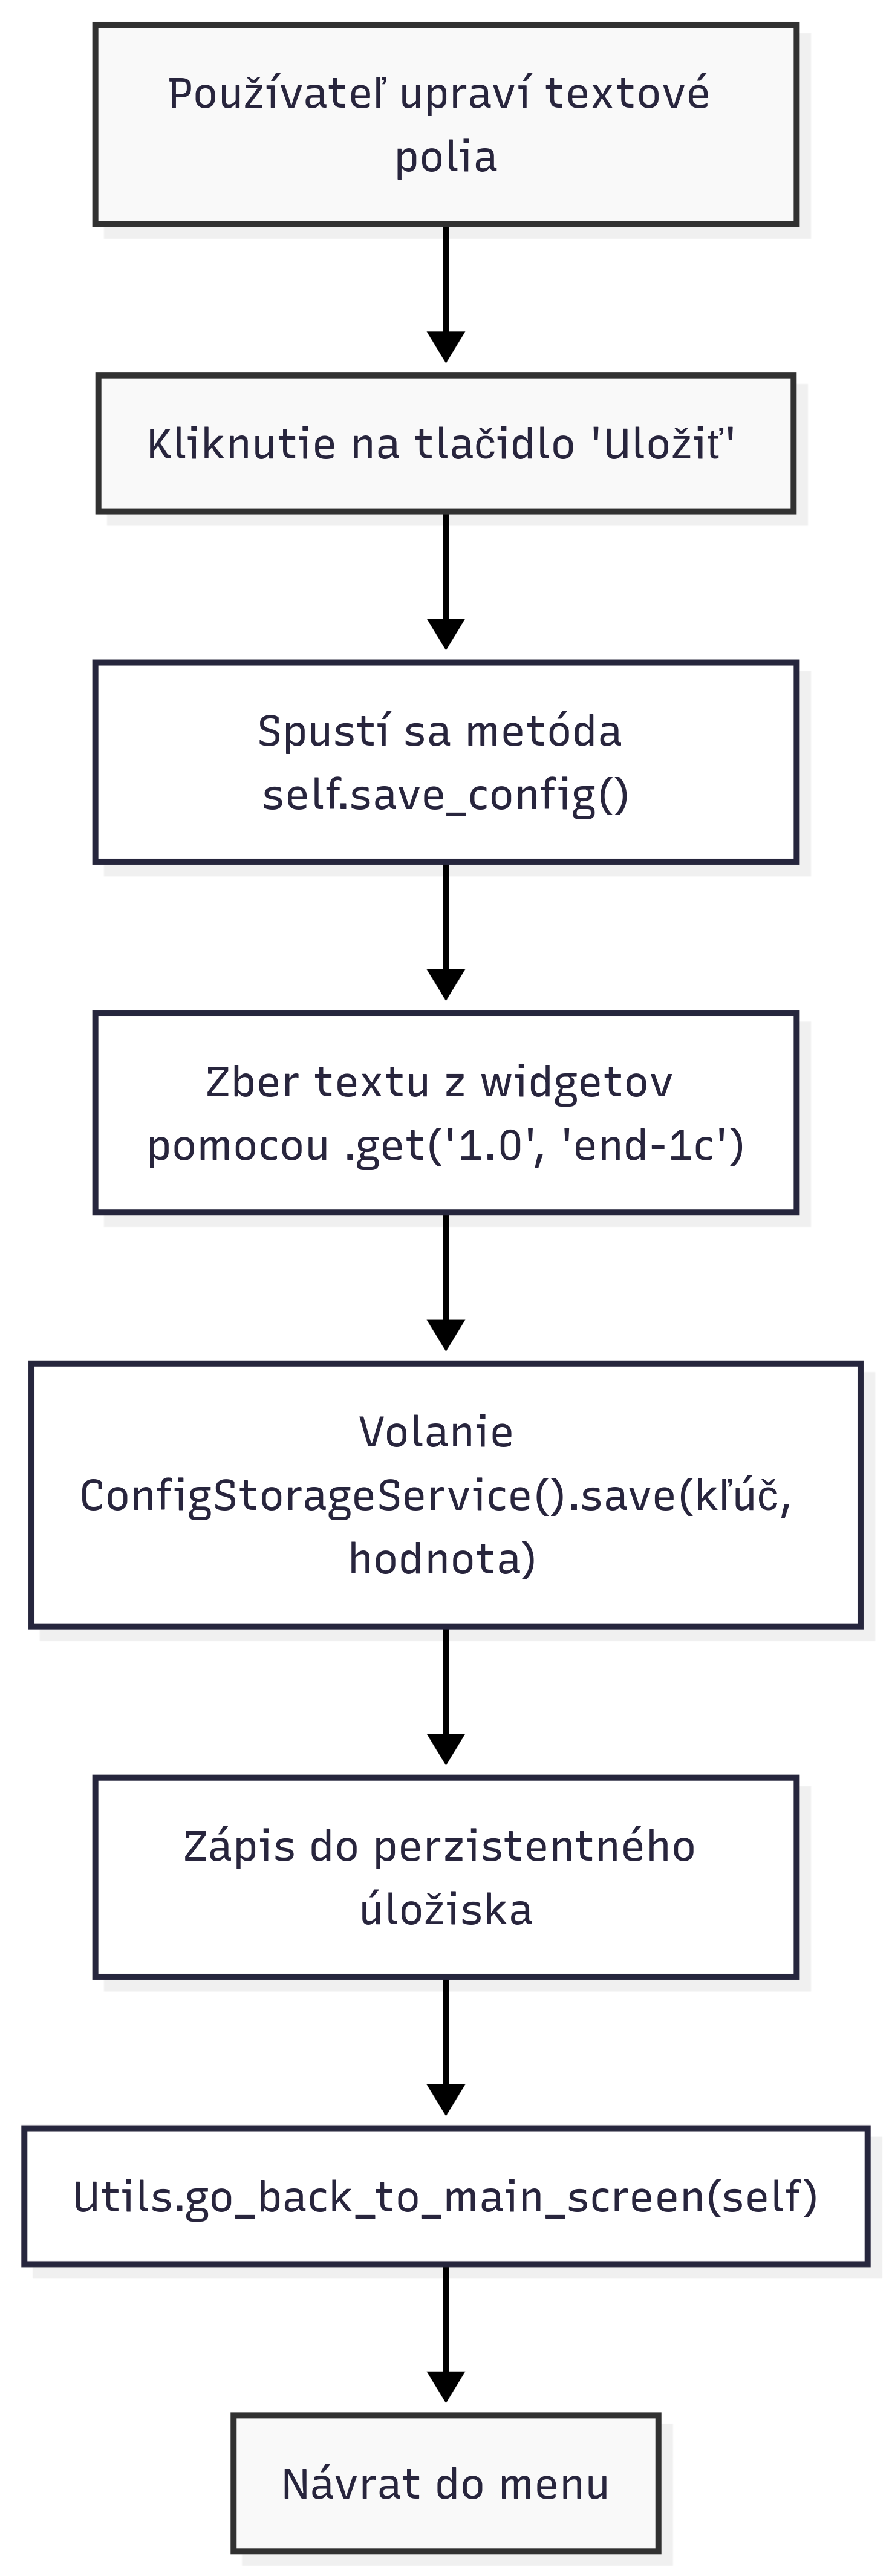 Používateľ upraví textové
polia
Kliknutie na tlačidlo 'Uložiť'
Spustí sa metóda
self.save_config()
Zber textu z widgetov
pomocou .get('1.0', 'end-1c')
Volanie
ConfigStorageService().save(kľúč,
hodnota)
Zápis do perzistentného
úložiska
Utils.go_back_to_main_screen(self)
Návrat do menu